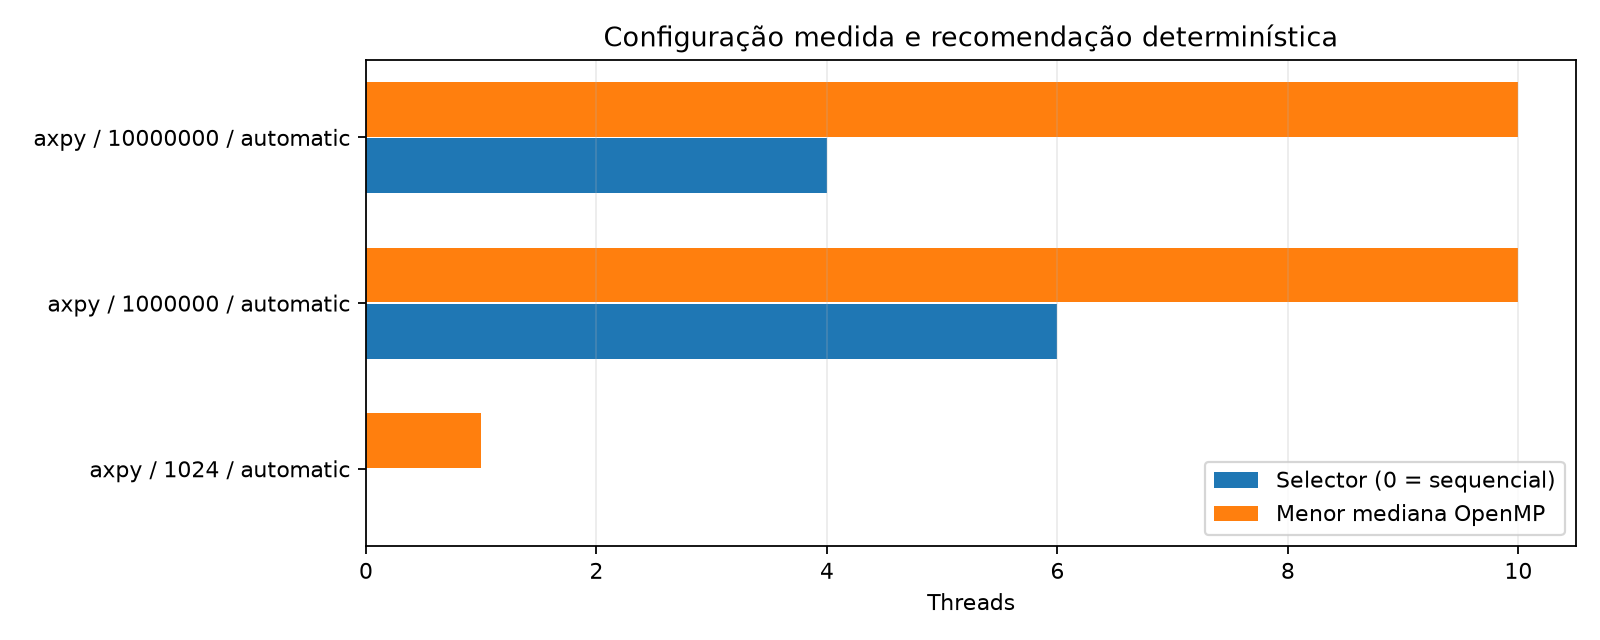 Configuração medida e recomendação determinística
axpy / 10000000 / automatic
axpy / 1000000 / automatic
axpy / 1024 / automatic
Selector (0 = sequencial)
Menor mediana OpenMP
0 2 4 6 8 10
Threads